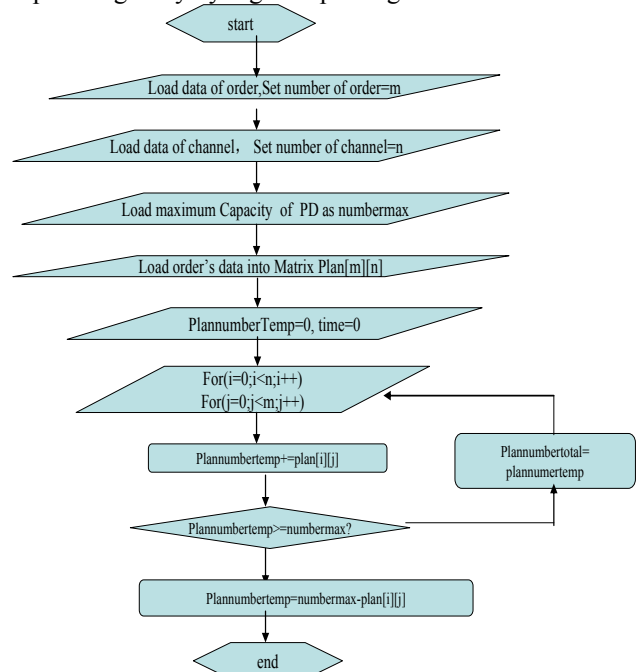 start
Load data of order,Set number of order=m
Load data of channel， Set number of channel=n
Load maximum Capacity of PD as numbermax
Load order's data into Matrix Plan[m][n]
PlannumberTemp=0, time=0
For(i=0;i<n;i++)
For(j=0;j<m;j++)
Plannumbertemp+=plan[i][j]
Plannumbertotal=
plannumertemp
Plannumbertemp>=numbermax?
Plannumbertemp=numbermax-plan[i][j]
end